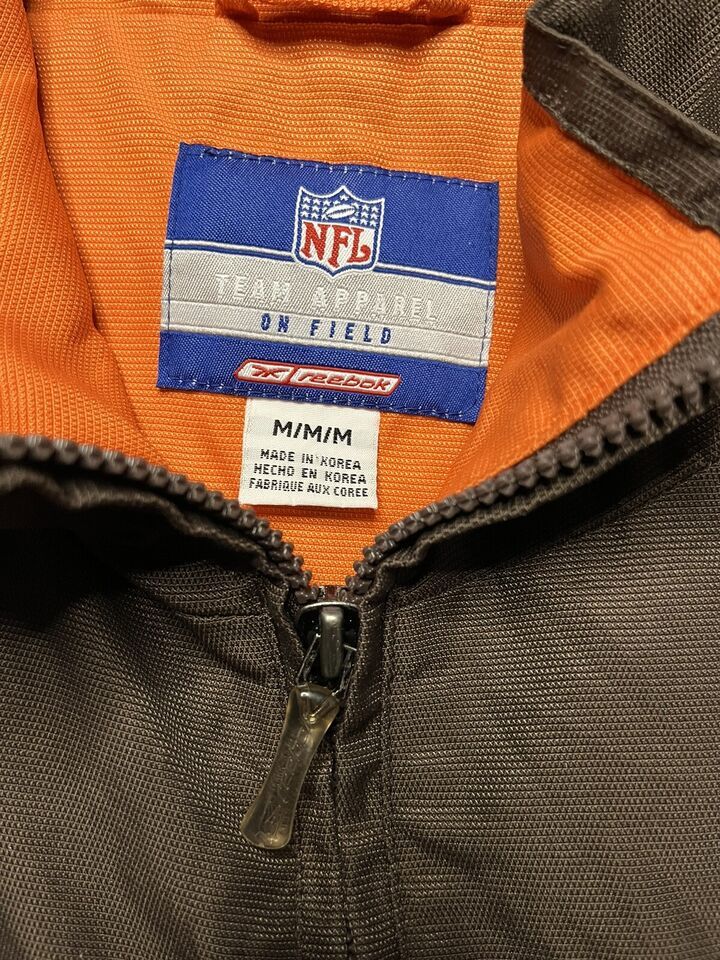 NFL
TEAM APPAREL
ON FIELD
Reebok
M/M/M
MADE IN KOREA
HECHO EN KOREA
FABRIQUE AUX COREE